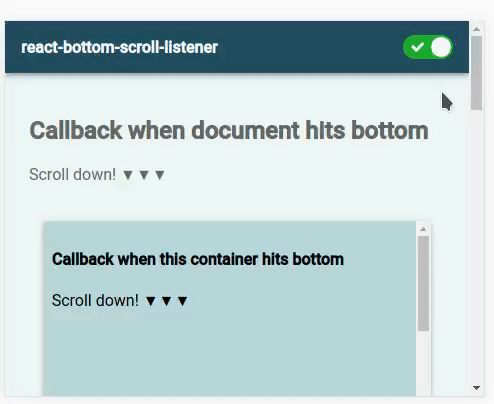 react-bottom-scroll-listener
Callback when document hits bottom
Scroll down! ▼ ▼ ▼
Callback when this container hits bottom
Scroll down! ▼ ▼ ▼